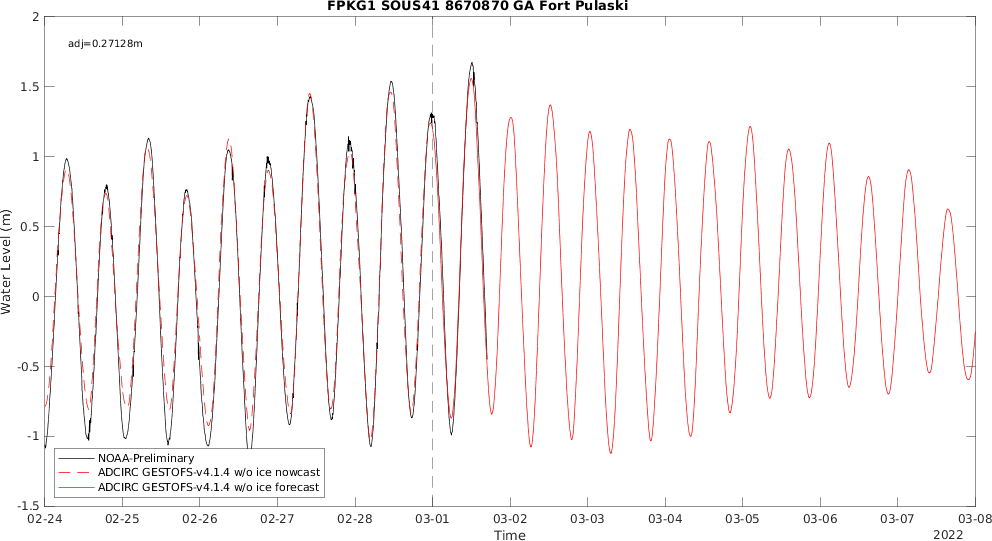 FPKG1 SOUS41 8670870 GA Fort Pulaski
adj=0.27128m
Water Level (m)
2
1.5
1
0.5
0
-0.5
-1
-1.5
NOAA-Preliminary
ADCIRC GESTOFS-v4.1.4 w/o ice nowcast
ADCIRC GESTOFS-v4.1.4 w/o ice forecast
02-24 02-25 02-26 02-27 02-28 03-01 03-02 03-03 03-04 03-05 03-06 03-07 03-08
Time
2022